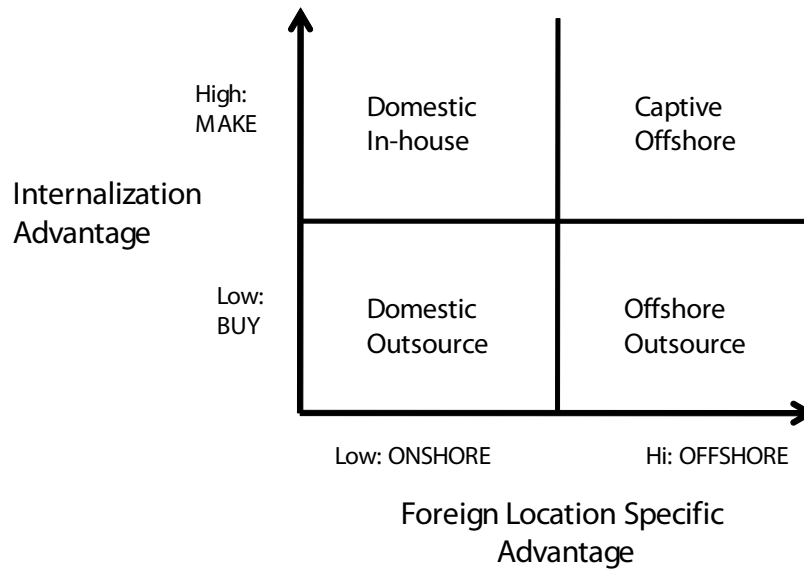 High:
MAKE
Domestic
In-house
Captive
Offshore
Internalization
Advantage
Low:
BUY
Domestic
Outsource
Offshore
Outsource
Low: ONSHORE
Hi: OFFSHORE
Foreign Location Specific
Advantage